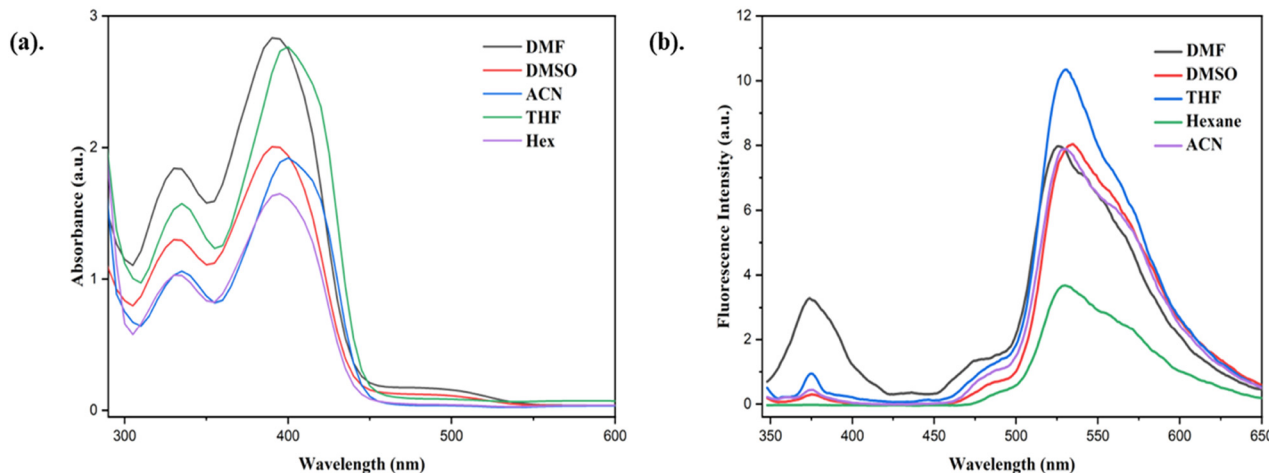 (a).
3
2
1
0
Absorbance (a.u.)
300
400
500
600
Wavelength (nm)
DMF
DMSO
ACN
THF
Hex
(b).
12
10
8
6
4
2
0
Fluorescence Intensity (a.u.)
350
400
450
500
550
600
650
Wavelength (nm)
DMF
DMSO
THF
Hexane
ACN